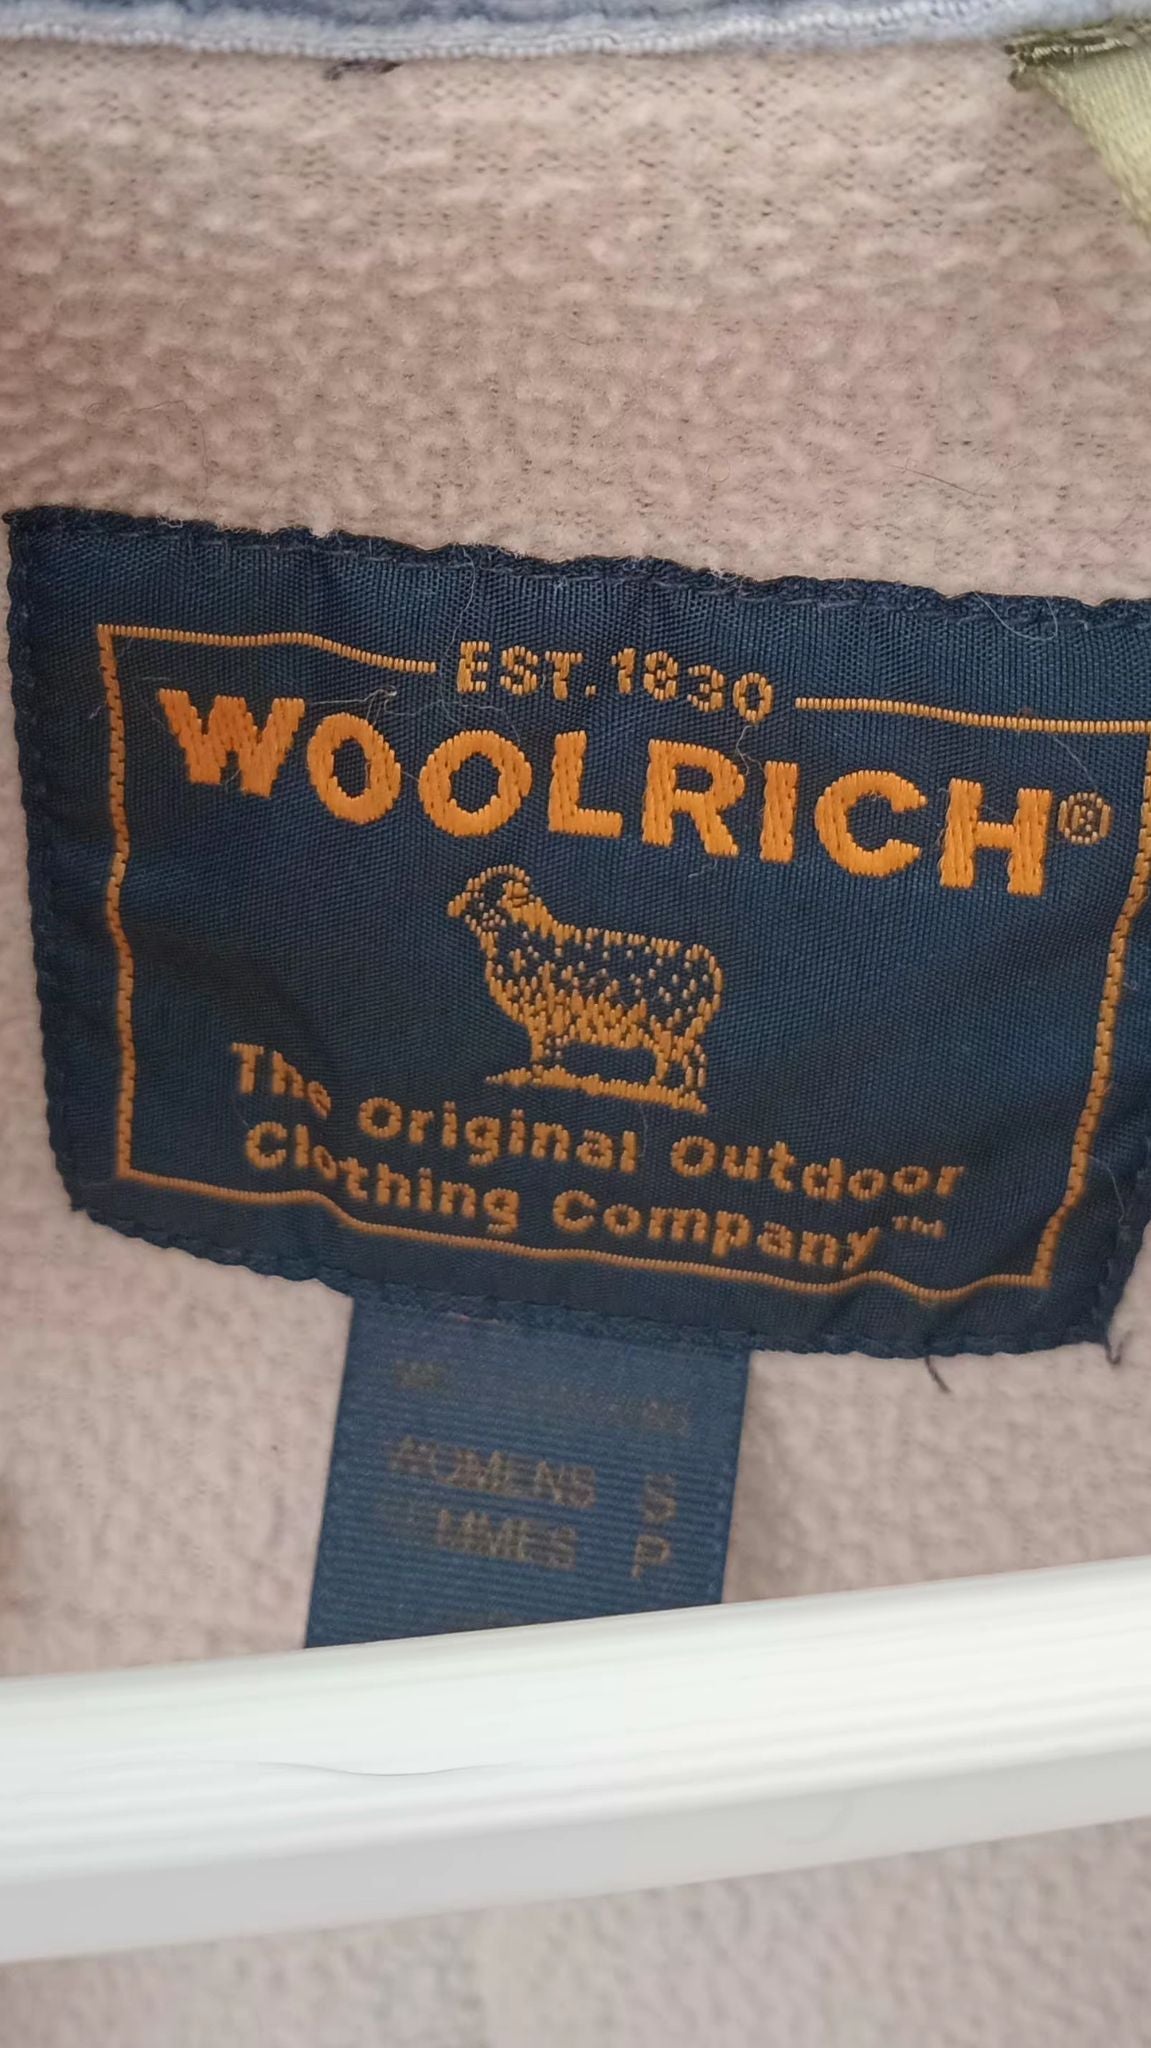 EST. 1830
WOOLRICH®
The Original Outdoor
Clothing Company™
WOMENS S
P